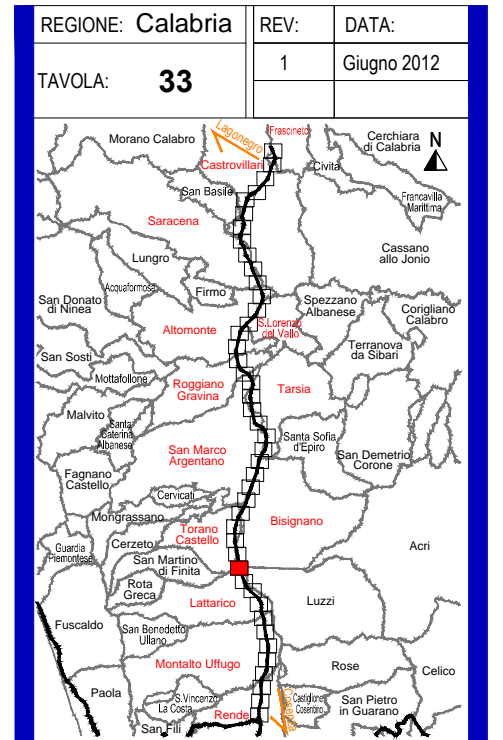 REGIONE: Calabria
REV:
DATA:
TAVOLA: 33
1
Giugno 2012
Lagonegro
Frascineto
Morano Calabro
Cerchiara
di Calabria
N
Castrovillari
Civita
San Basile
Francavilla
Marittima
Saracena
Cassano
allo Jonio
Lungro
Acquaformosa
Firmo
San Donato
di Ninea
Spezzano
Albanese
Corigliano
Calabro
Altomonte
S.Lorenzo
del Vallo
Terranova
da Sibari
San Sosti
Mottafollone
Roggiano
Gravina
Tarsia
Malvito
Santa
Caterina
Albanese
Santa Sofia
d'Epiro
San Marco
Argentano
San Demetrio
Corone
Fagnano
Castello
Cervicati
Mongrassano
Torano
Castello
Bisignano
Guardia
Piemontese
Cerzeto
Acri
San Martino
di Finita
Rota
Greca
Lattarico
Luzzi
Fuscaldo
San Benedetto
Ullano
Montalto Uffugo
Rose
Celico
Paola
S.Vincenzo
La Costa
Rende
Cosenza
Castiglione
Cosentino
San Pietro
in Guarano
San Fili